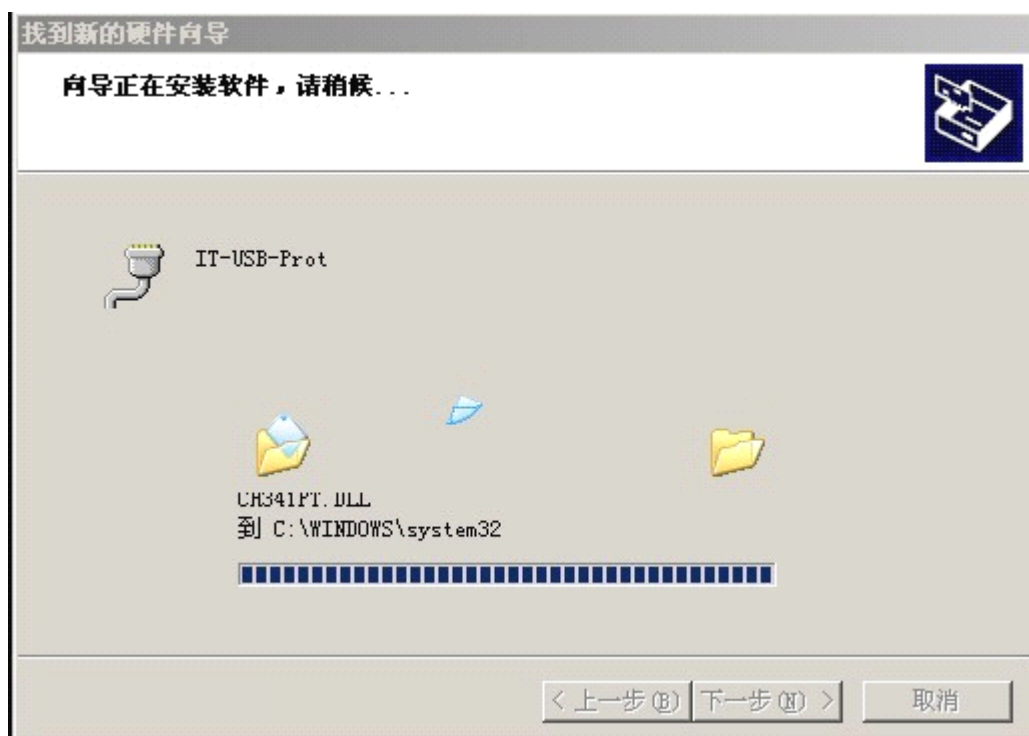 找到新的硬件向导
向导正在安装软件，请稍候...
IT-USB-Prot
CH341PT.DLL
到 C:\WINDOWS\system32
< 上一步(B) 下一步(N) > 取消